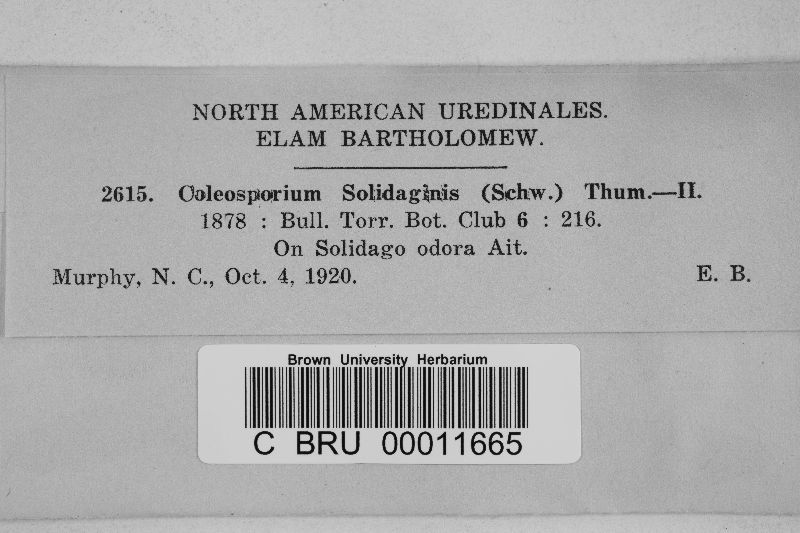 NORTH AMERICAN UREDINALES.
ELAM BARTHOLOMEW.
2615. Coleosporium Solidaginis (Schw.) Thum.—II.
1878 : Bull. Torr. Bot. Club 6 : 216.
On Solidago odora Ait.
Murphy, N. C., Oct. 4, 1920. E. B.
Brown University Herbarium
C BRU 00011665